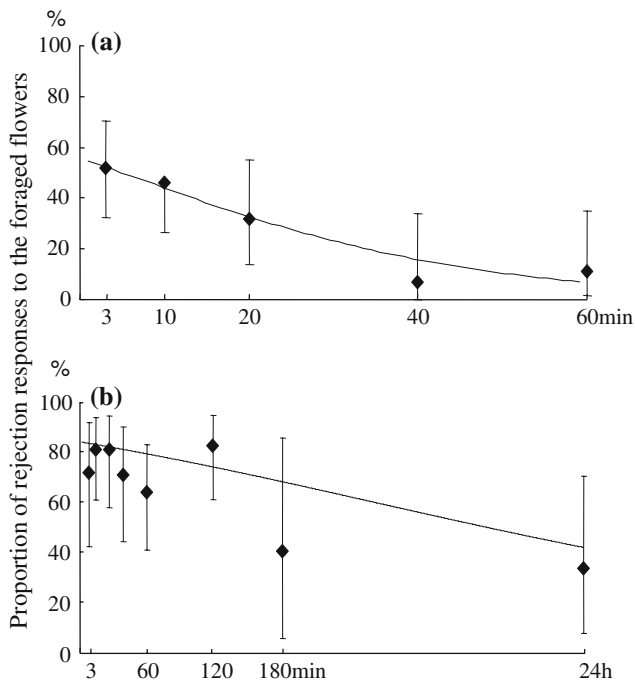 Proportion of rejection responses to the foraged flowers
%
(a)
100
80
60
40
20
0
3 10 20 40 60min
%
(b)
100
80
60
40
20
0
3 60 120 180min 24h